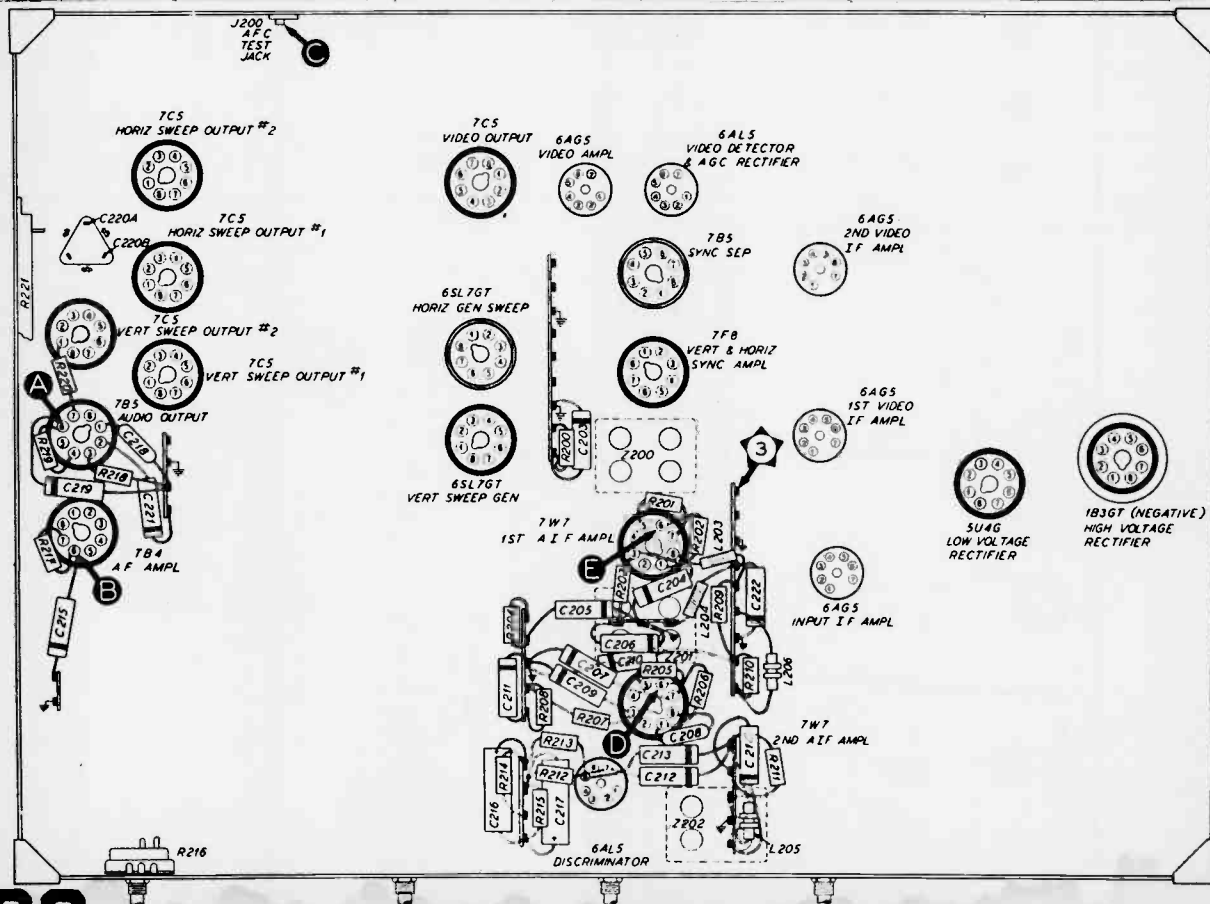 J200
AFC
TEST
JACK
C
7C5
HORIZ SWEEP OUTPUT #2
7C5
VIDEO OUTPUT
6AG5
VIDEO AMPL
6AL5
VIDEO DETECTOR
& AGC RECTIFIER
C220A
C220B
7C5
HORIZ SWEEP OUTPUT #1
R221
6AG5
2ND VIDEO
IF AMPL
7B5
SYNC SEP
6SL7GT
HORIZ GEN SWEEP
7C5
VERT SWEEP OUTPUT #2
7C5
VERT SWEEP OUTPUT #1
7F8
VERT & HORIZ
SYNC AMPL
R220
A
7B5
AUDIO OUTPUT
R219
C218
R218
C219
C221
6AG5
1ST VIDEO
IF AMPL
R200
C203
Z200
3
6SL7GT
VERT SWEEP GEN
5U4G
LOW VOLTAGE
RECTIFIER
1B3GT (NEGATIVE)
HIGH VOLTAGE
RECTIFIER
R217
7B4
AF AMPL
B
C215
7W7
1ST AIF AMPL
R201
R202
L203
E
C204
L204
R209
C222
6AG5
INPUT IF AMPL
C205
C206
Z201
C207
C209
R205
R206
R210
L206
C211
R208
R207
D
C208
7W7
2ND AIF AMPL
R213
R212
C213
C212
R211
C216
R214
R215
C217
Z202
L205
6AL5
DISCRIMINATOR
R216